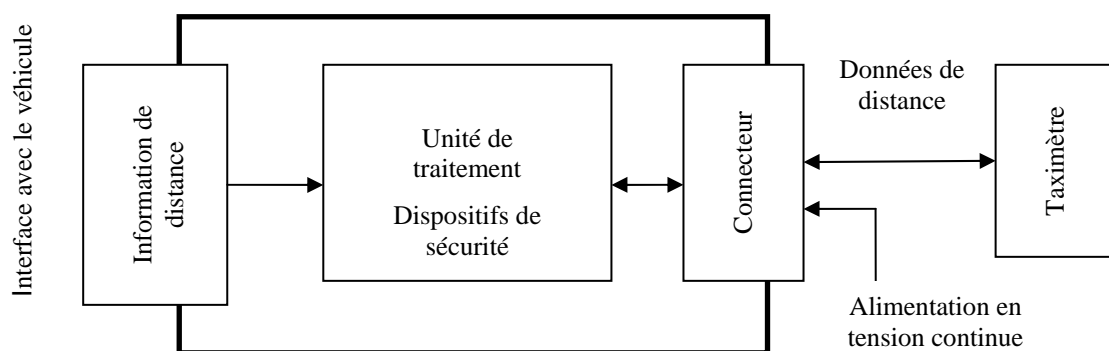 Interface avec le véhicule
Information de
distance
Unité de
traitement
Dispositifs de
sécurité
Connecteur
Données de
distance
Taximètre
Alimentation en
tension continue